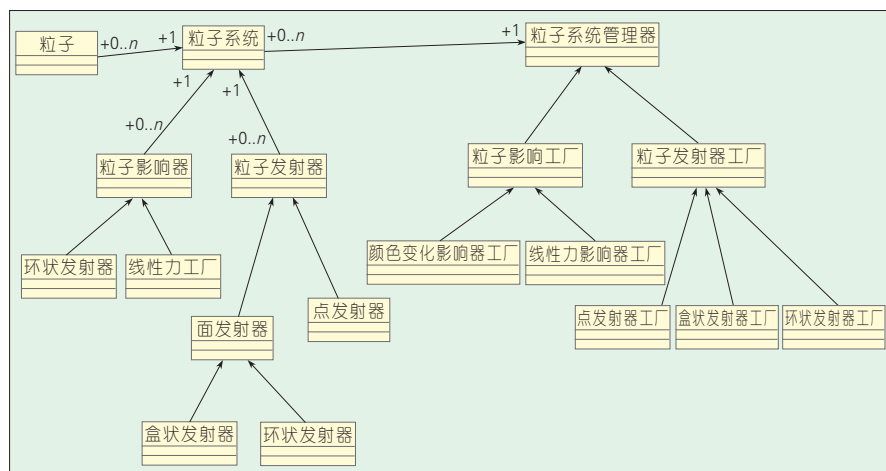 粒子
+0..n
+1
粒子系统
+0..n
+1
粒子系统管理器
+1
+1
+0..n
+0..n
粒子影响器
粒子发射器
粒子影响工厂
粒子发射器工厂
环状发射器
线性力工厂
颜色变化影响器工厂
线性力影响器工厂
面发射器
点发射器
点发射器工厂
盒状发射器工厂
环状发射器工厂
盒状发射器
环状发射器